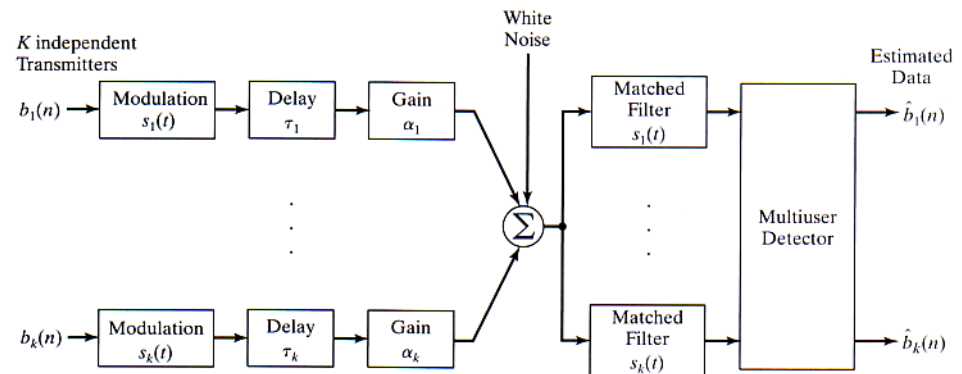 White
Noise
K independent
Transmitters
Estimated
Data
b₁(n)
Modulation
s₁(t)
Delay
τ₁
Gain
α₁
Matched
Filter
s₁(t)
b̂₁(n)
Σ
Multiuser
Detector
bₖ(n)
Modulation
sₖ(t)
Delay
τₖ
Gain
αₖ
Matched
Filter
sₖ(t)
b̂ₖ(n)